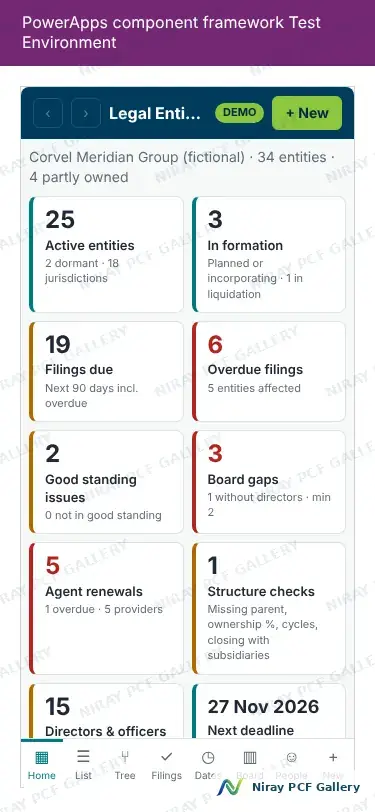 PowerApps component framework Test
Environment
‹ › Legal Enti... DEMO + New
Corvel Meridian Group (fictional) · 34 entities ·
4 partly owned
25
Active entities
2 dormant · 18
jurisdictions
3
In formation
Planned or
incorporating · 1 in
liquidation
19
Filings due
Next 90 days incl.
overdue
6
Overdue filings
5 entities affected
2
Good standing
issues
0 not in good standing
3
Board gaps
1 without directors · min
2
5
Agent renewals
1 overdue · 5 providers
1
Structure checks
Missing parent,
ownership %, cycles,
closing with
subsidiaries
15
Directors & officers
27 Nov 2026
Next deadline
Home List Tree Filings Dates Board People New
Niray PCF Gallery
NIRAY PCF GALLERY